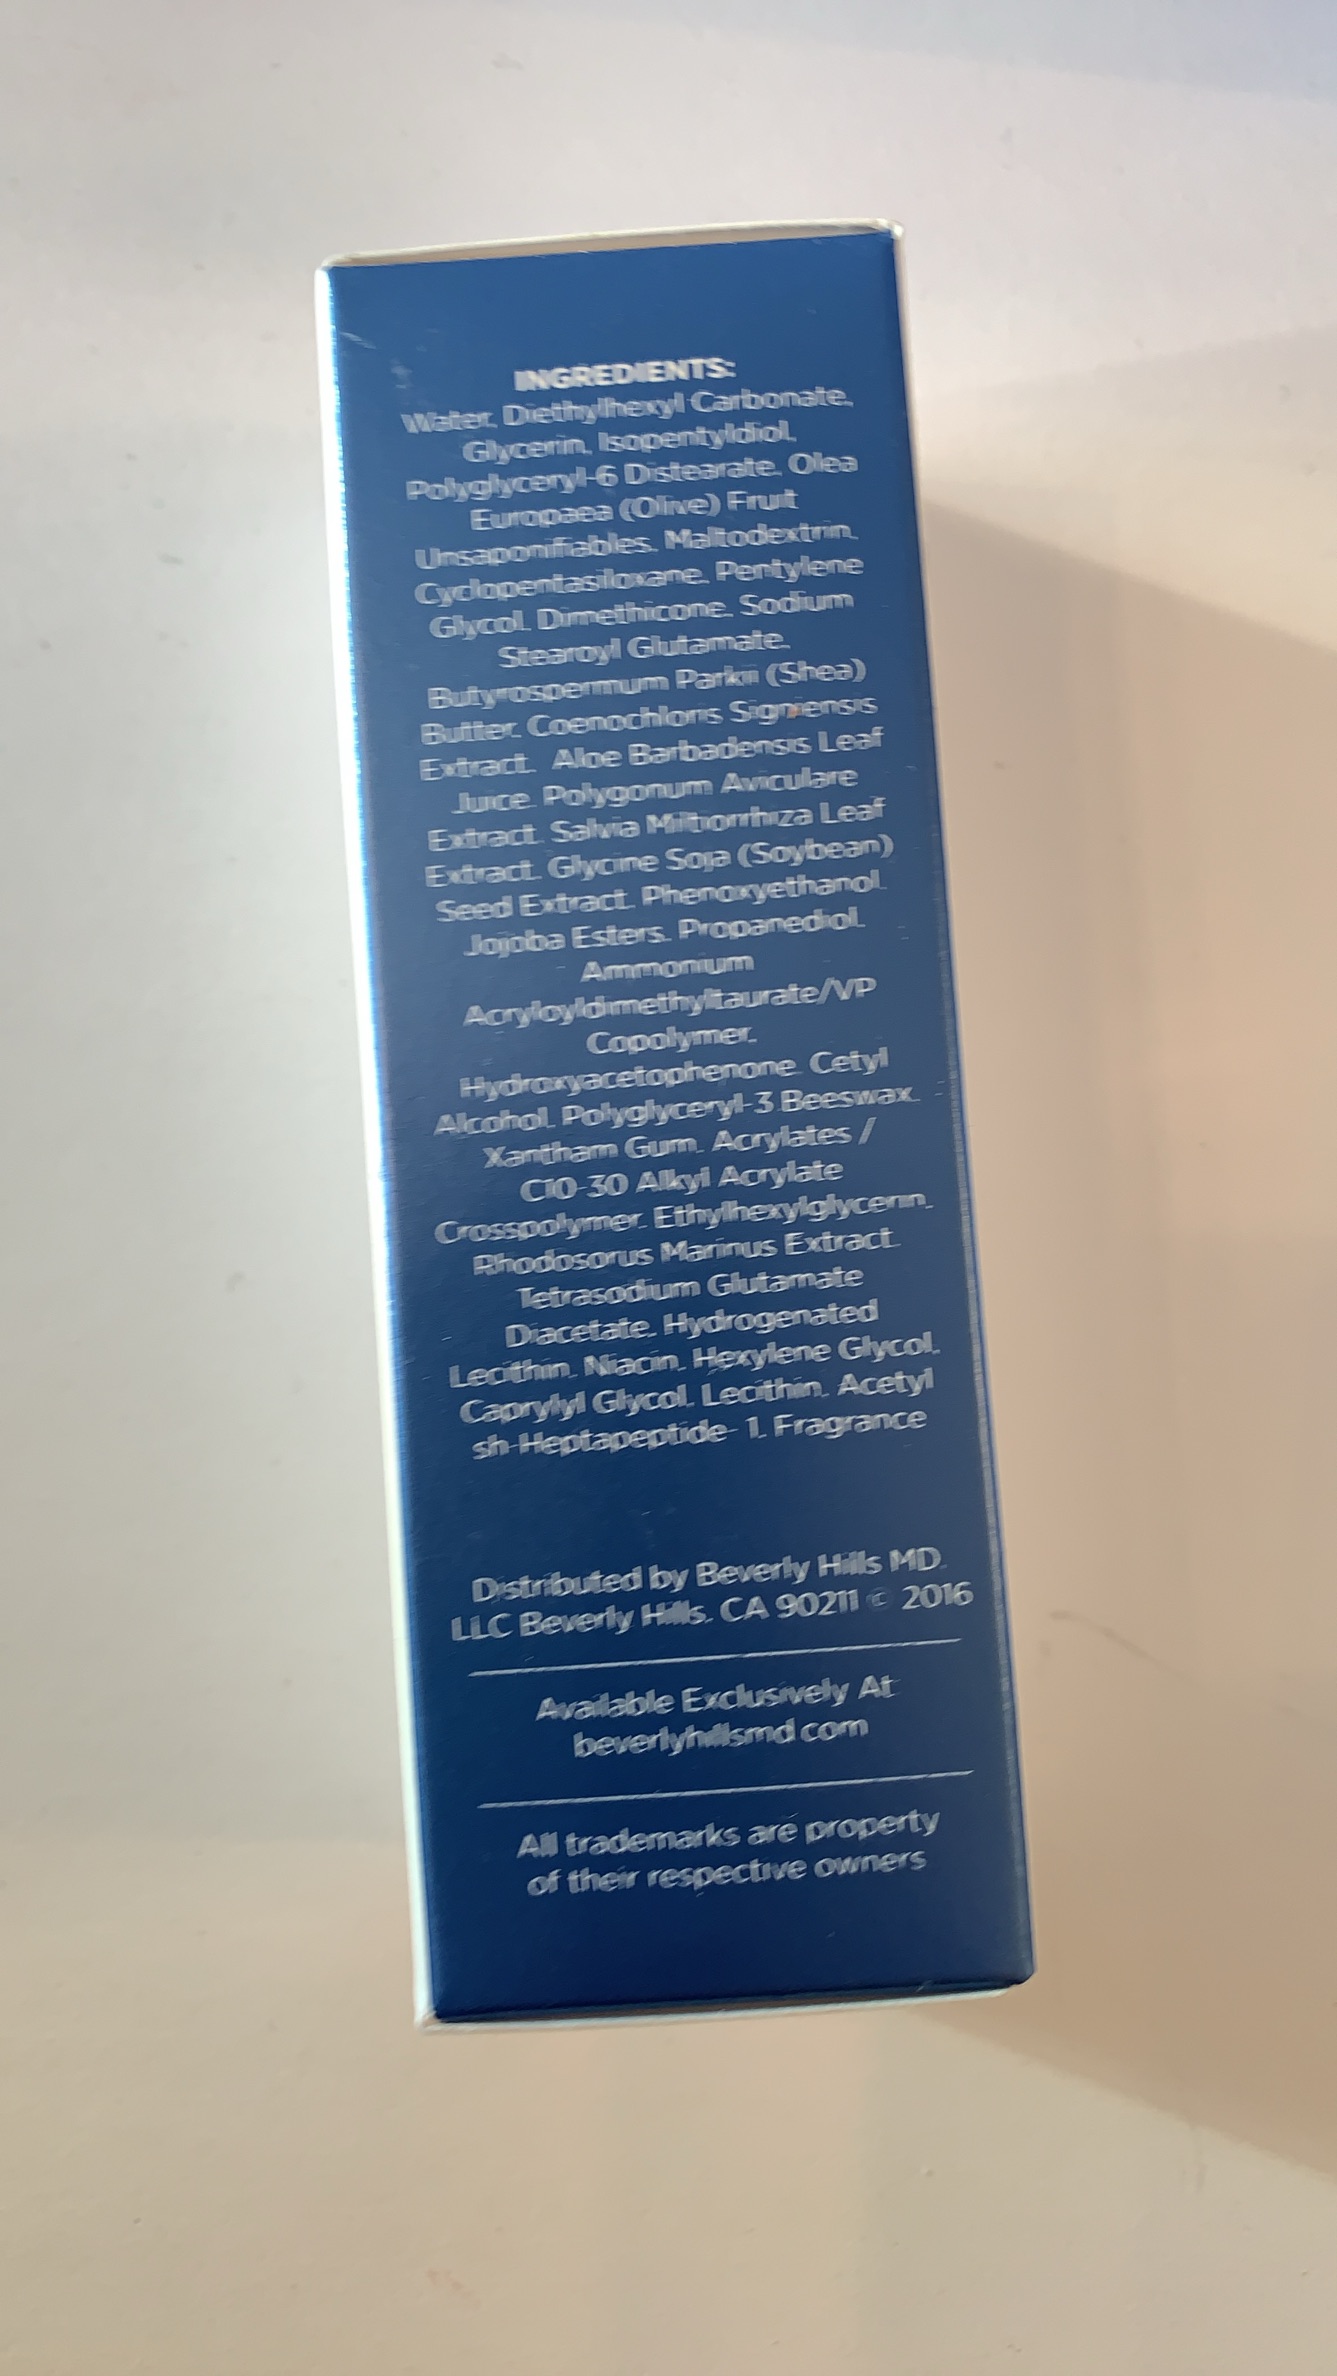 INGREDIENTS:
Water, Diethylhexyl Carbonate,
Glycerin, Isopentyldiol,
Polyglyceryl-6 Distearate, Olea
Europaea (Olive) Fruit
Unsaponifiables, Maltodextrin,
Cyclopentasiloxane, Pentylene
Glycol, Dimethicone, Sodium
Stearoyl Glutamate,
Butyrospermum Parkii (Shea)
Butter, Coenochloris Signiensis
Extract, Aloe Barbadensis Leaf
Juice, Polygonum Aviculare
Extract, Salvia Miltiorrhiza Leaf
Extract, Glycine Soja (Soybean)
Seed Extract, Phenoxyethanol,
Jojoba Esters, Propanediol,
Ammonium
Acryloyldimethyltaurate/VP
Copolymer,
Hydroxyacetophenone, Cetyl
Alcohol, Polyglyceryl-3 Beeswax,
Xantham Gum, Acrylates /
C10-30 Alkyl Acrylate
Crosspolymer, Ethylhexylglycerin,
Rhodosorus Marinus Extract,
Tetrasodium Glutamate
Diacetate, Hydrogenated
Lecithin, Niacin, Hexylene Glycol,
Caprylyl Glycol, Lecithin, Acetyl
sh-Heptapeptide- 1, Fragrance
Distributed by Beverly Hills MD,
LLC Beverly Hills, CA 90211 © 2016
Available Exclusively At
beverlyhillsmd.com
All trademarks are property
of their respective owners